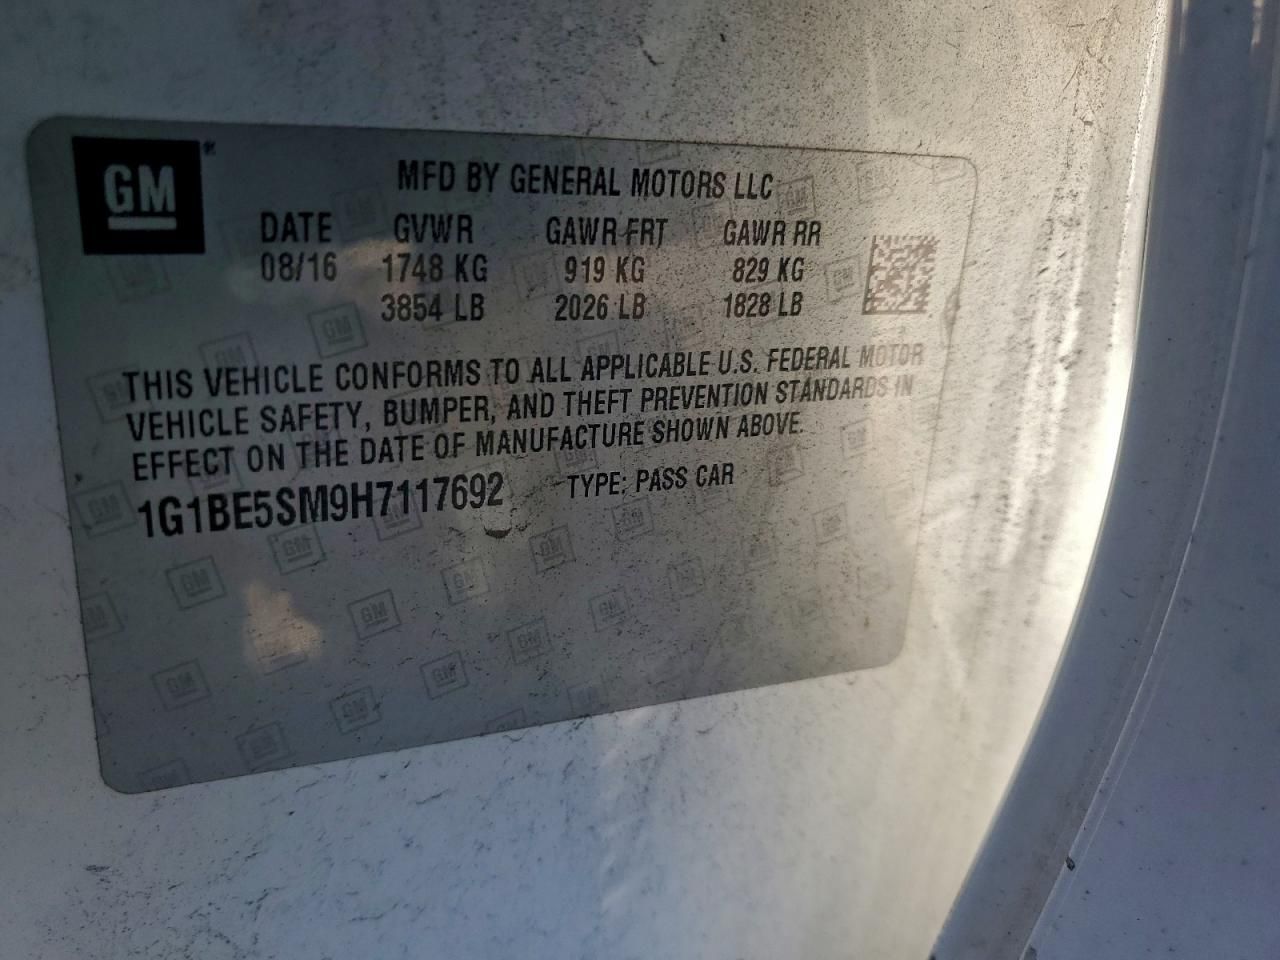 GM
MFD BY GENERAL MOTORS LLC
DATE GVWR GAWR FRT GAWR RR
08/16 1748 KG 919 KG 829 KG
3854 LB 2026 LB 1828 LB
THIS VEHICLE CONFORMS TO ALL APPLICABLE U.S. FEDERAL MOTOR
VEHICLE SAFETY, BUMPER, AND THEFT PREVENTION STANDARDS IN
EFFECT ON THE DATE OF MANUFACTURE SHOWN ABOVE.
1G1BE5SM9H7117692 TYPE: PASS CAR